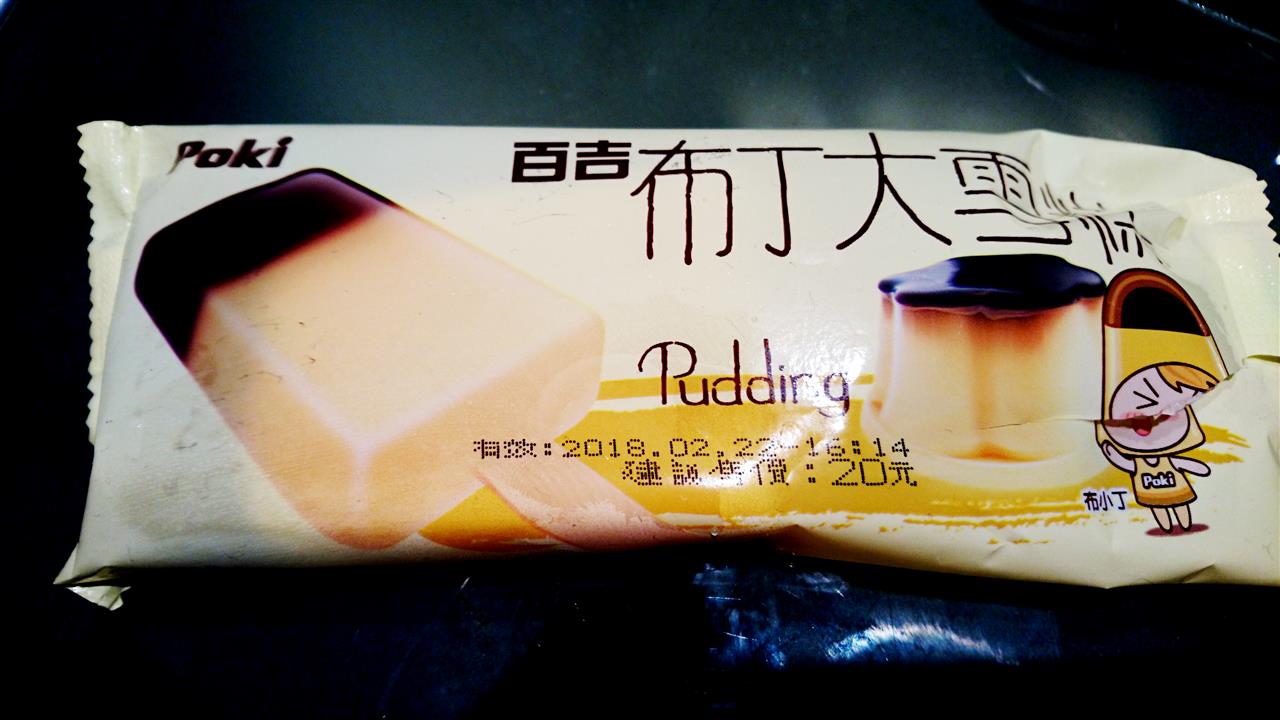 Poki
百吉布丁大雪糕
Pudding
有效:2018.02.22-16:14
建議售價:20元
Poki
布小丁